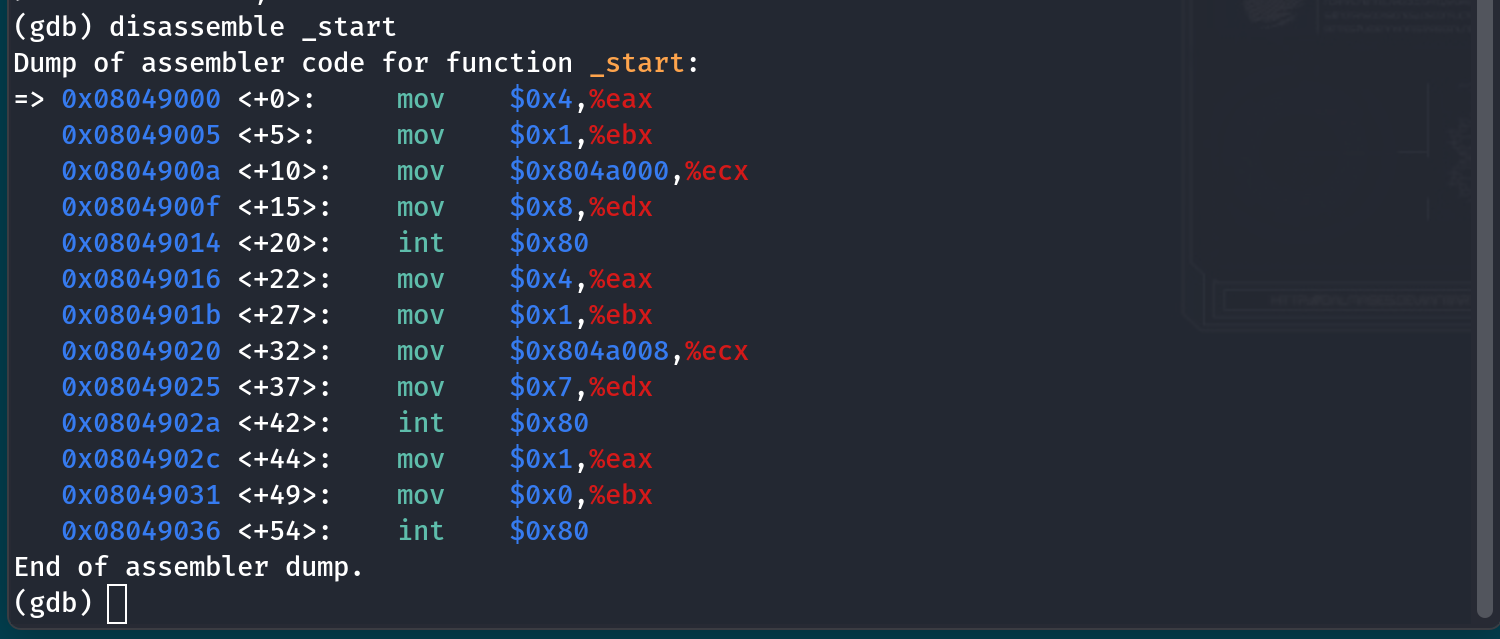 (gdb) disassemble _start
Dump of assembler code for function _start:
=> 0x08049000 <+0>:     mov    $0x4,%eax
   0x08049005 <+5>:     mov    $0x1,%ebx
   0x0804900a <+10>:    mov    $0x804a000,%ecx
   0x0804900f <+15>:    mov    $0x8,%edx
   0x08049014 <+20>:    int    $0x80
   0x08049016 <+22>:    mov    $0x4,%eax
   0x0804901b <+27>:    mov    $0x1,%ebx
   0x08049020 <+32>:    mov    $0x804a008,%ecx
   0x08049025 <+37>:    mov    $0x7,%edx
   0x0804902a <+42>:    int    $0x80
   0x0804902c <+44>:    mov    $0x1,%eax
   0x08049031 <+49>:    mov    $0x0,%ebx
   0x08049036 <+54>:    int    $0x80
End of assembler dump.
(gdb)